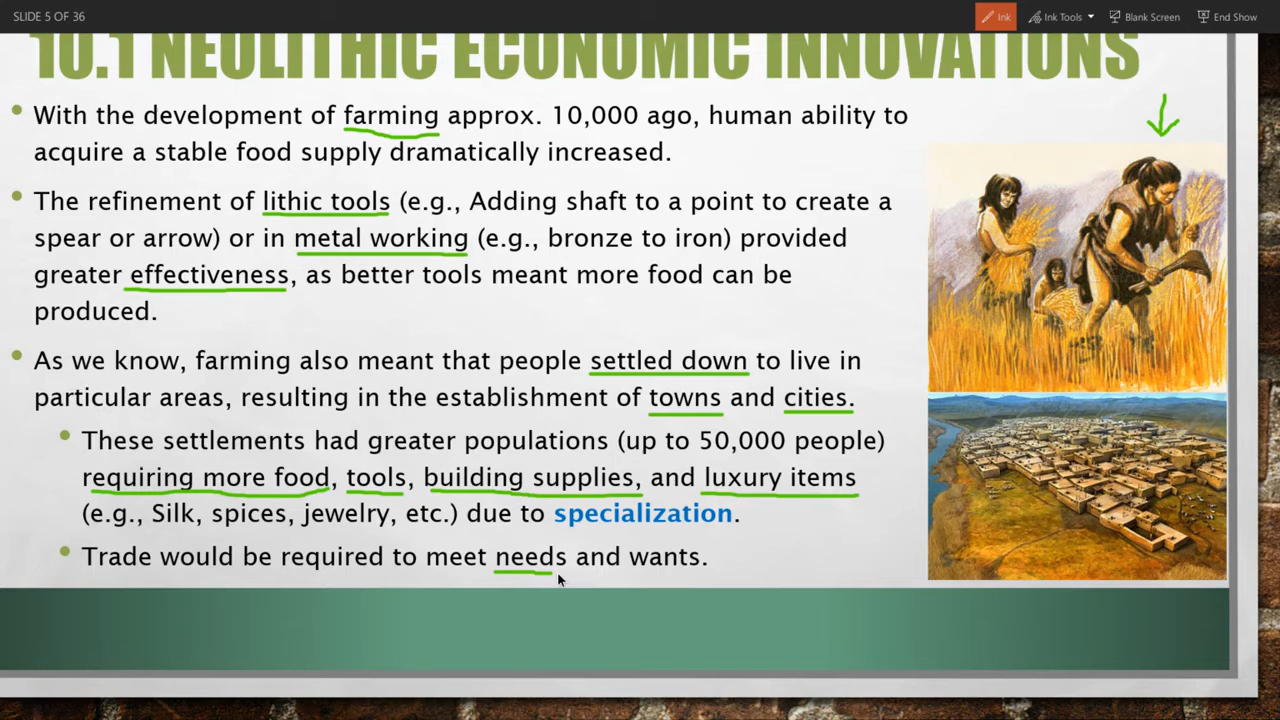 SLIDE 5 OF 36
Ink
Ink Tools
Blank Screen
End Show
10.1 NEOLITHIC ECONOMIC INNOVATIONS
• With the development of farming approx. 10,000 ago, human ability to
acquire a stable food supply dramatically increased.
• The refinement of lithic tools (e.g., Adding shaft to a point to create a
spear or arrow) or in metal working (e.g., bronze to iron) provided
greater effectiveness, as better tools meant more food can be
produced.
• As we know, farming also meant that people settled down to live in
particular areas, resulting in the establishment of towns and cities.
• These settlements had greater populations (up to 50,000 people)
requiring more food, tools, building supplies, and luxury items
(e.g., Silk, spices, jewelry, etc.) due to specialization.
• Trade would be required to meet needs and wants.